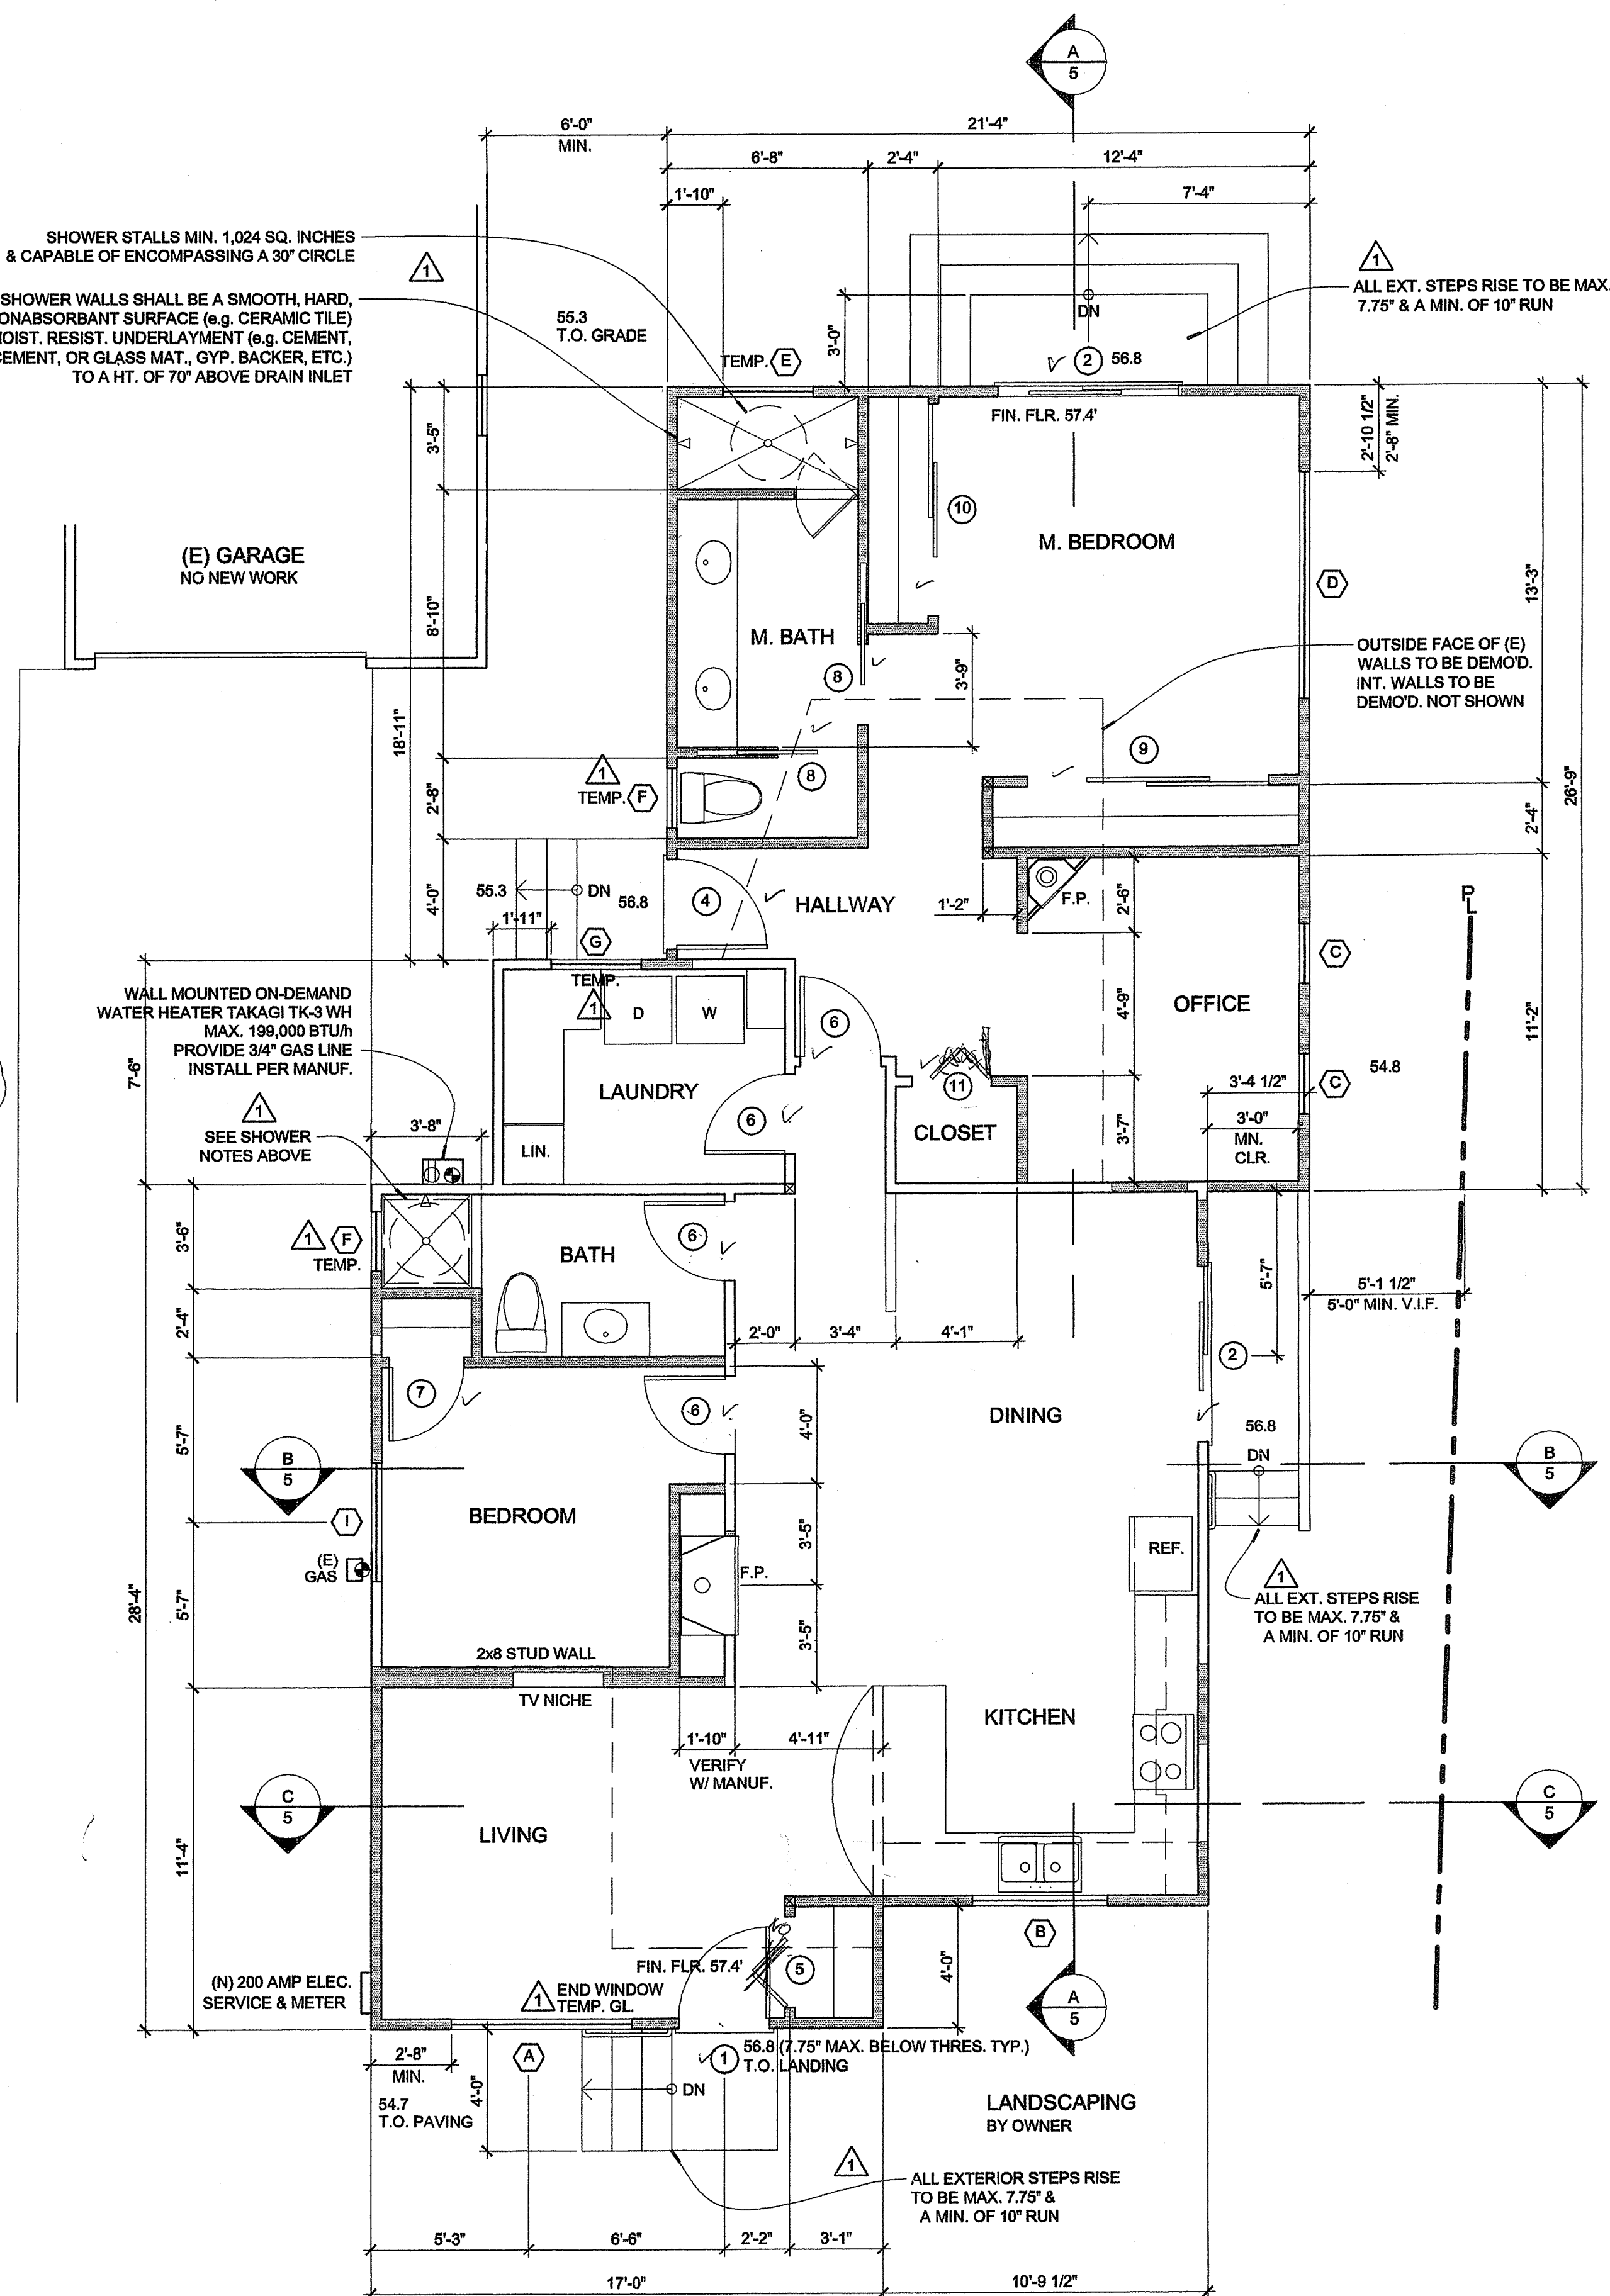 A
5
6'-0"
MIN.
21'-4"
6'-8"
2'-4"
12'-4"
1'-10"
7'-4"
SHOWER STALLS MIN. 1,024 SQ. INCHES
& CAPABLE OF ENCOMPASSING A 30" CIRCLE
1
SHOWER WALLS SHALL BE A SMOOTH, HARD,
ONABSORBANT SURFACE (e.g. CERAMIC TILE)
OIST. RESIST. UNDERLAYMENT (e.g. CEMENT,
CEMENT, OR GLASS MAT., GYP. BACKER, ETC.)
TO A HT. OF 70" ABOVE DRAIN INLET
55.3
T.O. GRADE
1
ALL EXT. STEPS RISE TO BE MAX.
7.75" & A MIN. OF 10" RUN
3'-0"
DN
TEMP. E
2 56.8
FIN. FLR. 57.4'
2'-10 1/2"
2'-8" MIN.
3'-5"
10
(E) GARAGE
NO NEW WORK
M. BEDROOM
D
13'-3"
8'-10"
M. BATH
OUTSIDE FACE OF (E)
WALLS TO BE DEMO'D.
INT. WALLS TO BE
DEMO'D. NOT SHOWN
8
3'-9"
18'-11"
9
1
TEMP. F
8
2'-8"
26'-9"
2'-4"
55.3
DN
56.8
4
HALLWAY
1'-2"
F.P.
2'-6"
4'-0"
1'-11"
G
TEMP.
1
P
L
C
WALL MOUNTED ON-DEMAND
WATER HEATER TAKAGI TK-3 WH
MAX. 199,000 BTU/h
PROVIDE 3/4" GAS LINE
INSTALL PER MANUF.
D
W
6
4'-9"
OFFICE
11'-2"
7'-6"
LAUNDRY
11
3'-4 1/2"
C
54.8
1
SEE SHOWER
NOTES ABOVE
3'-8"
LIN.
6
CLOSET
3'-7"
3'-0"
MN.
CLR.
3'-6"
1
F
TEMP.
BATH
6
5'-7"
5'-1 1/2"
5'-0" MIN. V.I.F.
2'-4"
2'-0"
3'-4"
4'-1"
2
7
6
4'-0"
DINING
56.8
DN
5'-7"
B
5
B
5
BEDROOM
I
3'-5"
REF.
(E)
GAS
F.P.
1
ALL EXT. STEPS RISE
TO BE MAX. 7.75" &
A MIN. OF 10" RUN
28'-4"
5'-7"
3'-5"
2x8 STUD WALL
TV NICHE
KITCHEN
1'-10"
4'-11"
VERIFY
W/ MANUF.
C
5
C
5
LIVING
11'-4"
B
NO
(N) 200 AMP ELEC.
SERVICE & METER
FIN. FLR. 57.4'
5
4'-0"
1
END WINDOW
TEMP. GL.
A
5
2'-8"
MIN.
A
1
56.8 (7.75" MAX. BELOW THRES. TYP.)
T.O. LANDING
4'-0"
DN
54.7
T.O. PAVING
LANDSCAPING
BY OWNER
1
ALL EXTERIOR STEPS RISE
TO BE MAX. 7.75" &
A MIN. OF 10" RUN
5'-3"
6'-6"
2'-2"
3'-1"
17'-0"
10'-9 1/2"